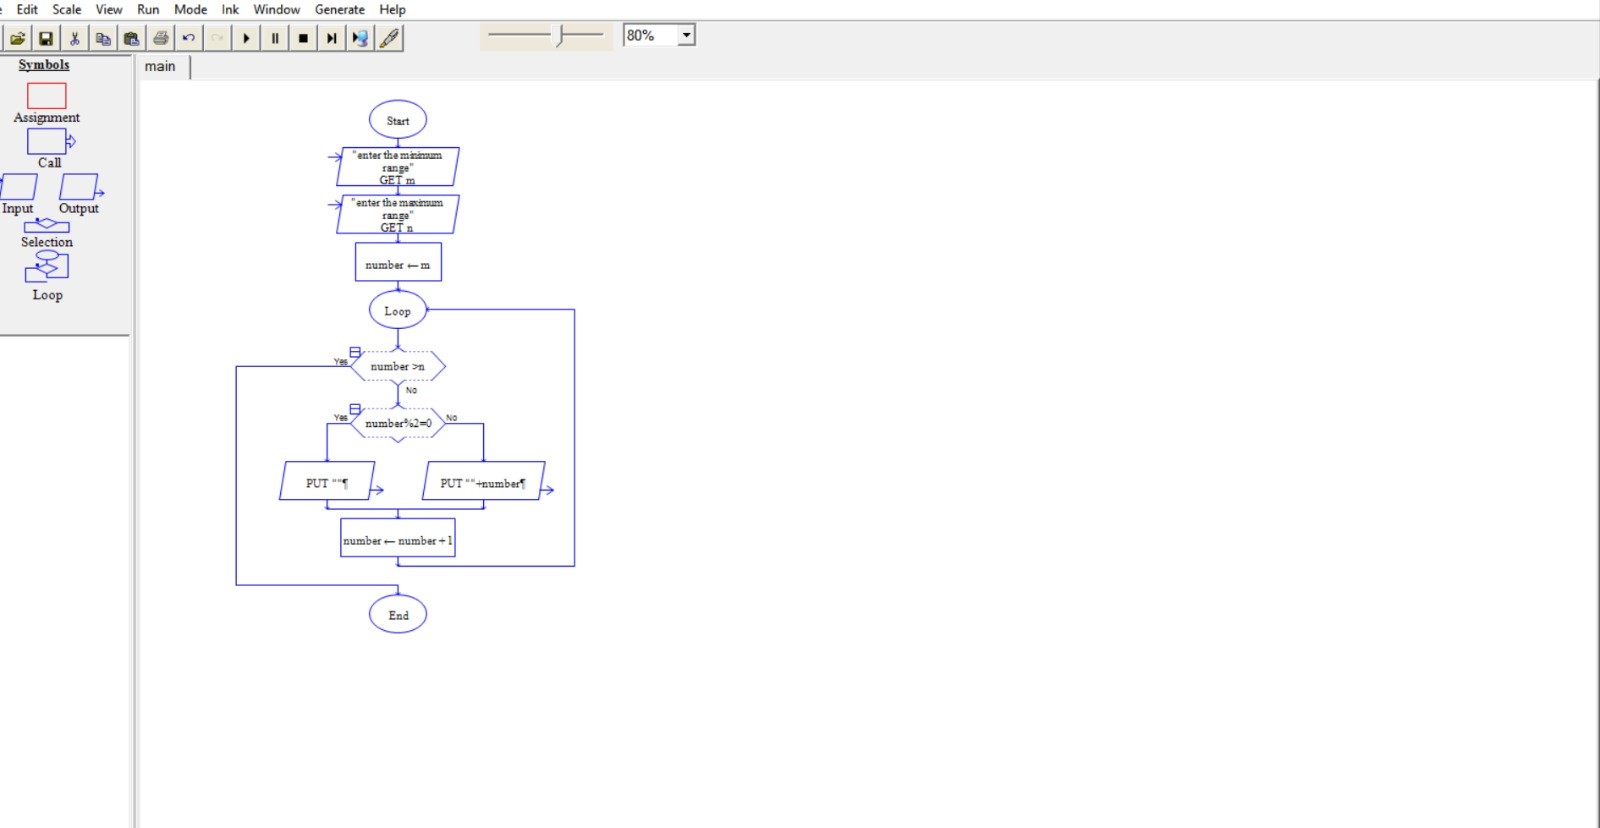 Edit Scale View Run Mode Ink Window Generate Help
80%
Symbols
main
Assignment
Call
Input Output
Selection
Loop
Start
"enter the minimum
range"
GET m
"enter the maximum
range"
GET n
number ← m
Loop
Yes
number >n
No
Yes
number%2=0
No
PUT ""¶
PUT ""+number¶
number ← number + 1
End